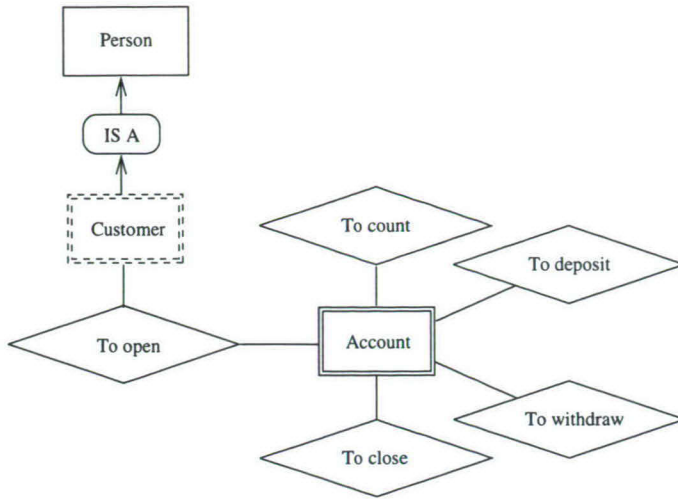 Person
IS A
Customer
To count
To deposit
To open
Account
To withdraw
To close